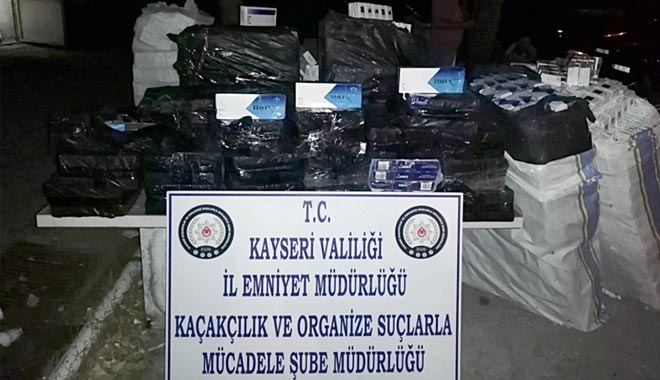 T.C.
KAYSERİ VALİLİĞİ
İL EMNİYET MÜDÜRLÜĞÜ
KAÇAKÇILIK VE ORGANİZE SUÇLARLA
MÜCADELE ŞUBE MÜDÜRLÜĞÜ